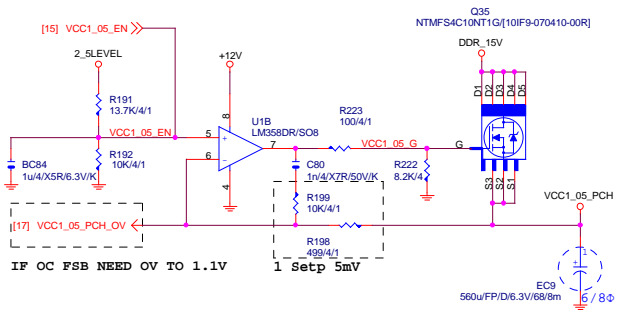 Q35
NTMFS4C10NT1G/[10IF9-070410-00R]
[15] VCC1_05_EN
DDR_15V
2_5LEVEL
+12V
D1
D2
D3
D4
D5
R191
13.7K/4/1
8
U1B
LM358DR/SO8
R223
100/4/1
VCC1_05_EN
5
+
7
VCC1_05_G
G
6
-
BC84
1u/4/X5R/6.3V/K
R192
10K/4/1
4
C80
1n/4/X7R/50V/K
R222
8.2K/4
S3
S2
S1
VCC1_05_PCH
R199
10K/4/1
[17] VCC1_05_PCH_OV
R198
499/4/1
IF OC FSB NEED OV TO 1.1V
1 Setp 5mV
1
+
EC9
560u/FP/D/6.3V/68/8m
6/8Φ